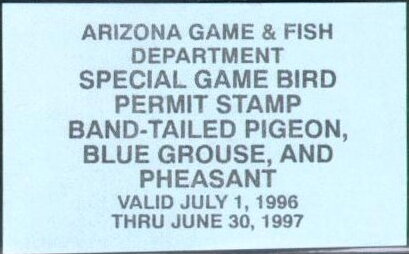 ARIZONA GAME & FISH
DEPARTMENT
SPECIAL GAME BIRD
PERMIT STAMP
BAND-TAILED PIGEON,
BLUE GROUSE, AND
PHEASANT
VALID JULY 1, 1996
THRU JUNE 30, 1997